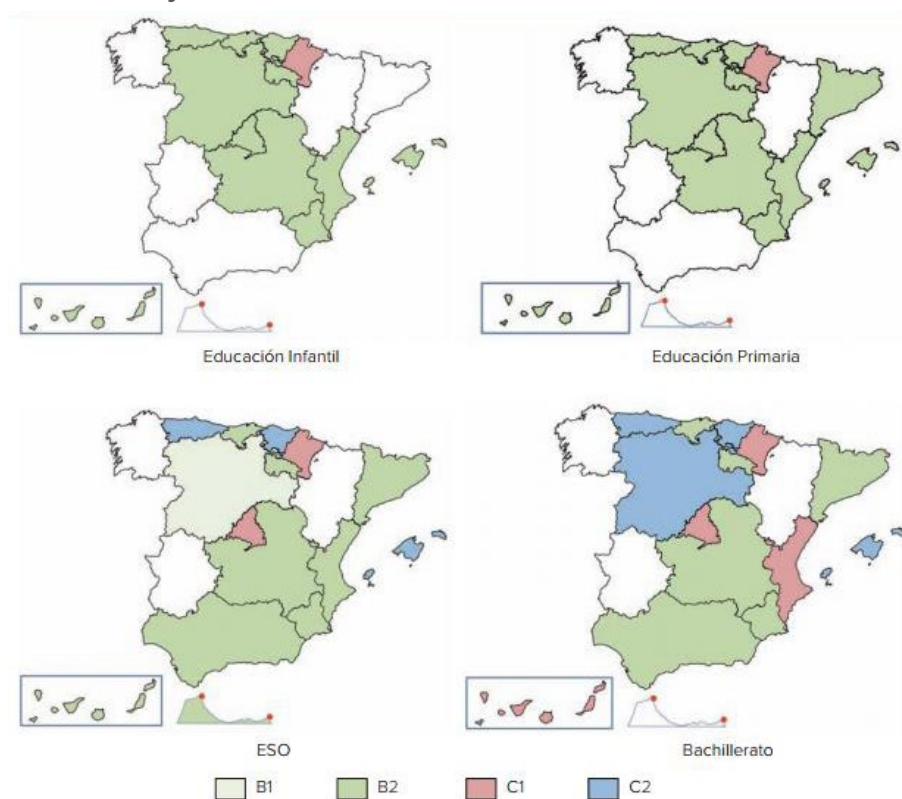 Educación Infantil
Educación Primaria
ESO
Bachillerato
B1
B2
C1
C2